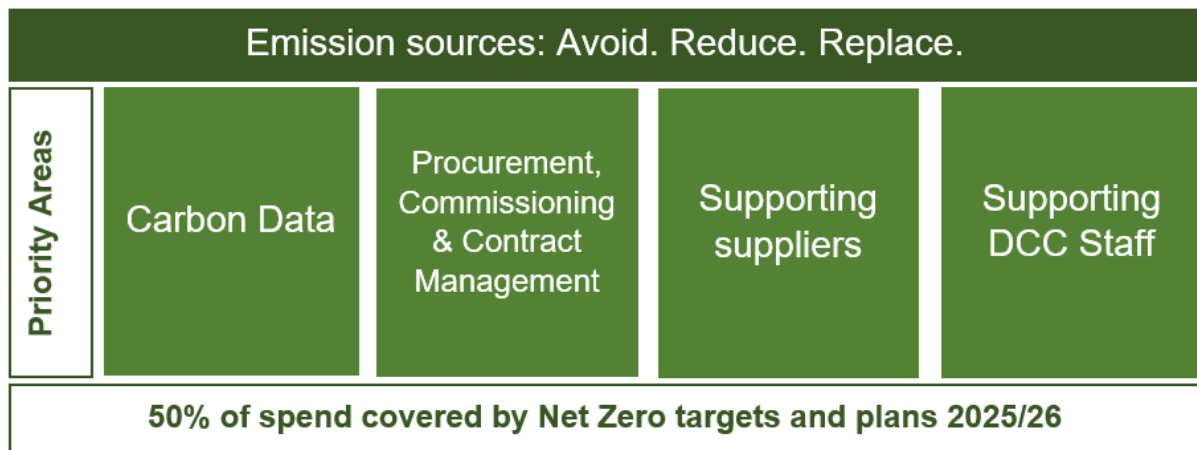 Emission sources: Avoid. Reduce. Replace.
Priority Areas
Carbon Data
Procurement,
Commissioning
& Contract
Management
Supporting
suppliers
Supporting
DCC Staff
50% of spend covered by Net Zero targets and plans 2025/26